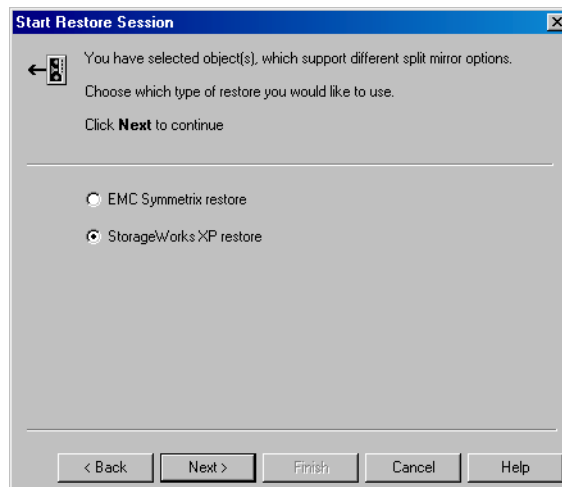 Start Restore Session
You have selected object(s), which support different split mirror options.
Choose which type of restore you would like to use.
Click Next to continue
EMC Symmetrix restore
StorageWorks XP restore
< Back
Next >
Finish
Cancel
Help